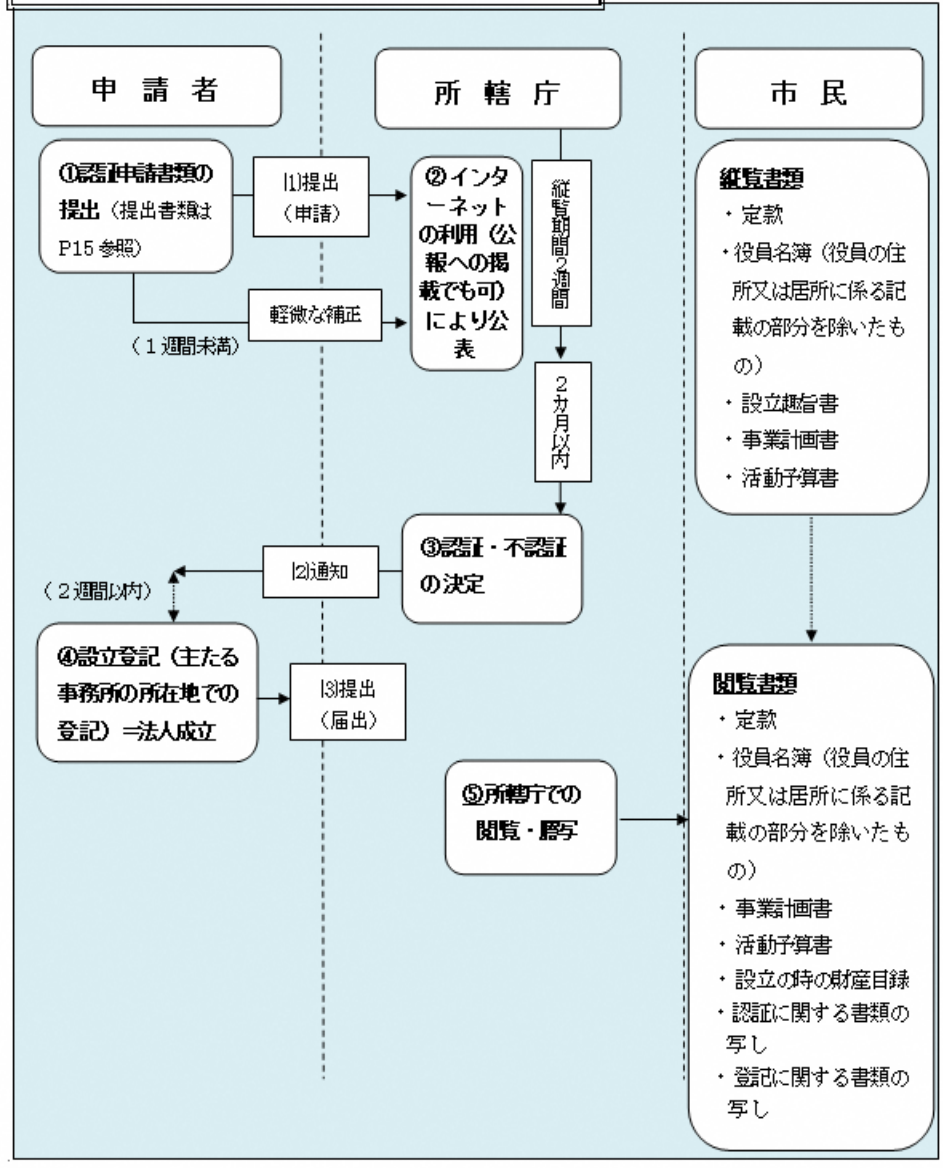 申 請 者
所 轄 庁
市 民
①認証申請書類の
提出（提出書類は
P15 参照）
(1)提出
（申請）
軽微な補正
（１週間未満）
②インタ
ーネット
の利用（公
報への掲
載でも可）
により公
表
縦覧期間２週間
２カ月以内
③認証・不認証
の決定
(2)通知
（２週間以内）
④設立登記（主たる
事務所の所在地での
登記）＝法人成立
(3)提出
（届出）
⑤所轄庁での
閲覧・謄写
縦覧書類
・定款
・役員名簿（役員の住
所又は居所に係る記
載の部分を除いたも
の）
・設立趣旨書
・事業計画書
・活動予算書
閲覧書類
・定款
・役員名簿（役員の住
所又は居所に係る記
載の部分を除いたも
の）
・事業計画書
・活動予算書
・設立の時の財産目録
・認証に関する書類の
写し
・登記に関する書類の
写し